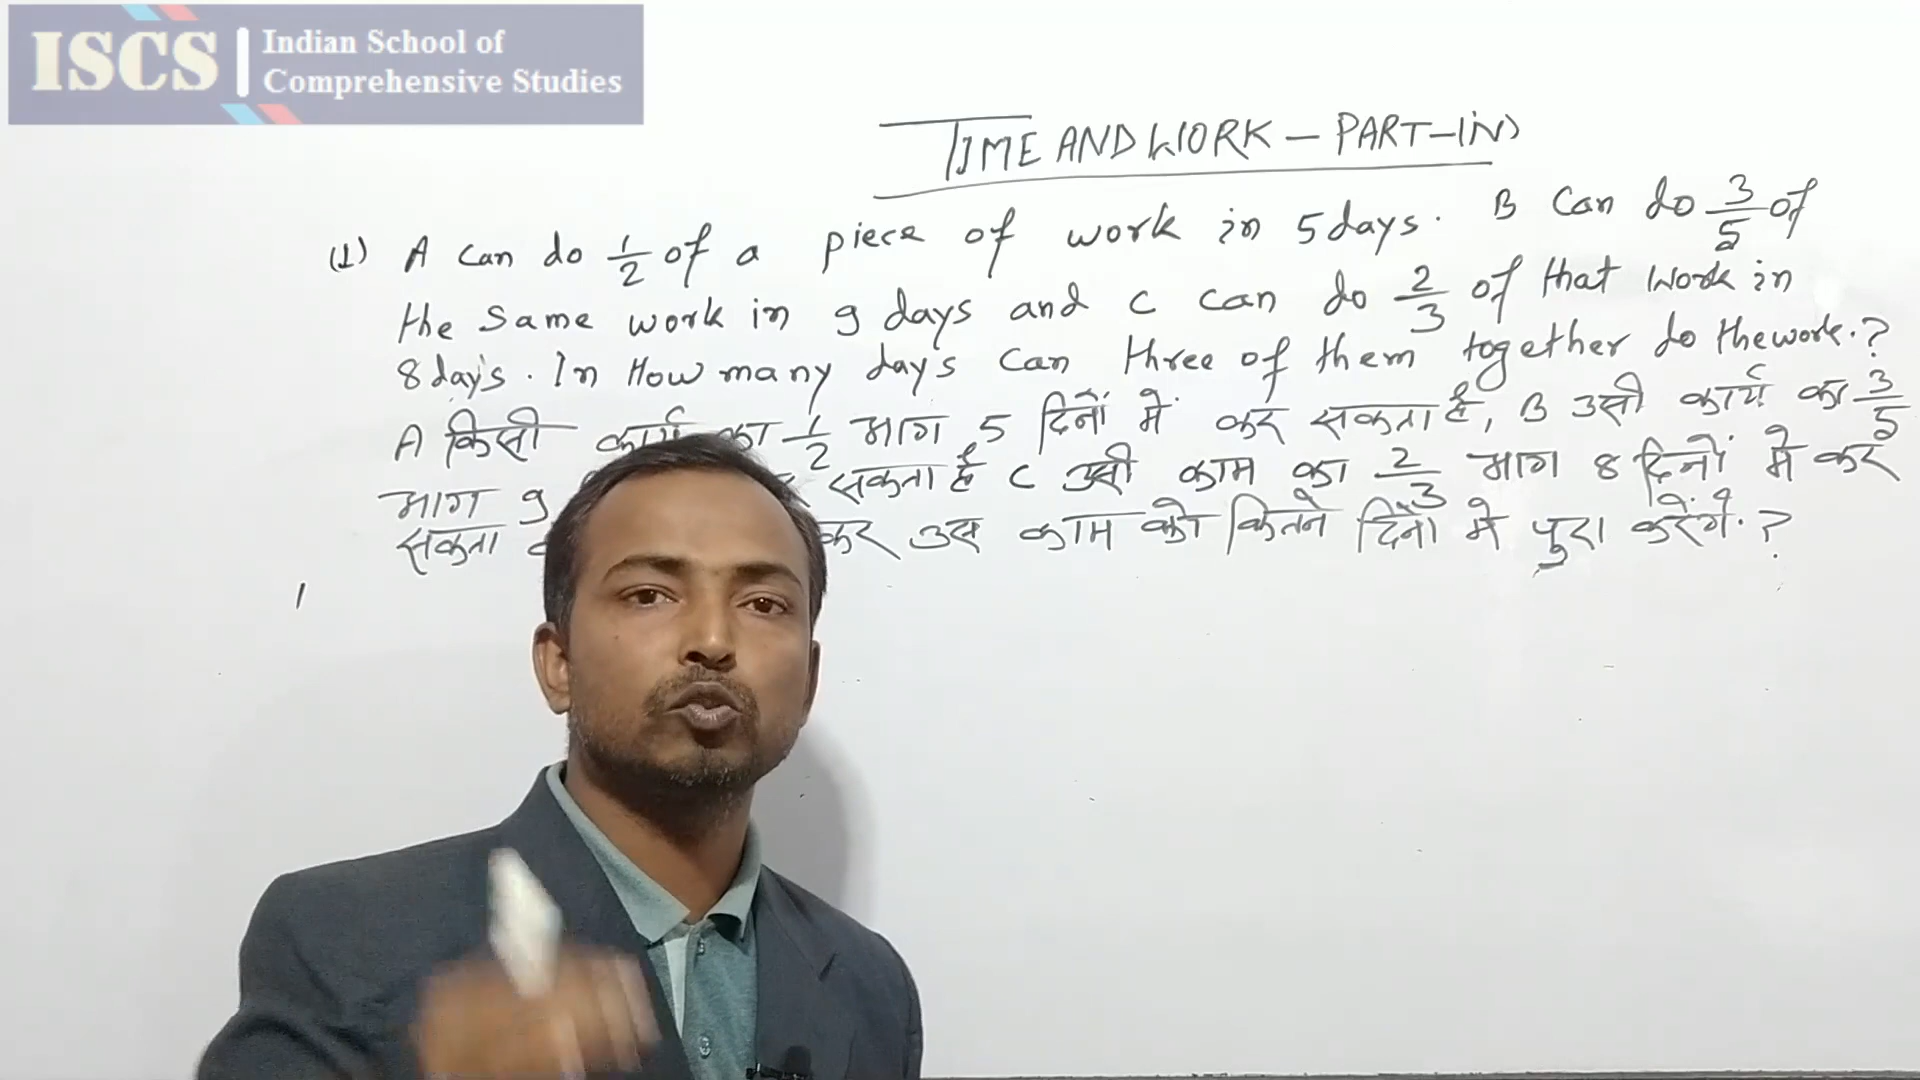 ISCS
Indian School of
Comprehensive Studies
TIME AND WORK - PART-IV
(1) A can do 1/2 of a piece of work in 5 days. B can do 3/5 of
the same work in 9 days and C can do 2/3 of that work in
8 days. In How many days can three of them together do the work.?
A किसी कार्य का 1/2 भाग 5 दिनों में कर सकता है, B उसी कार्य का 3/5
भाग 9 सकता है C उसी काम का 2/3 भाग 8 दिनों में कर
सकता कर उस काम को कितने दिनों में पुरा करेंगें.?